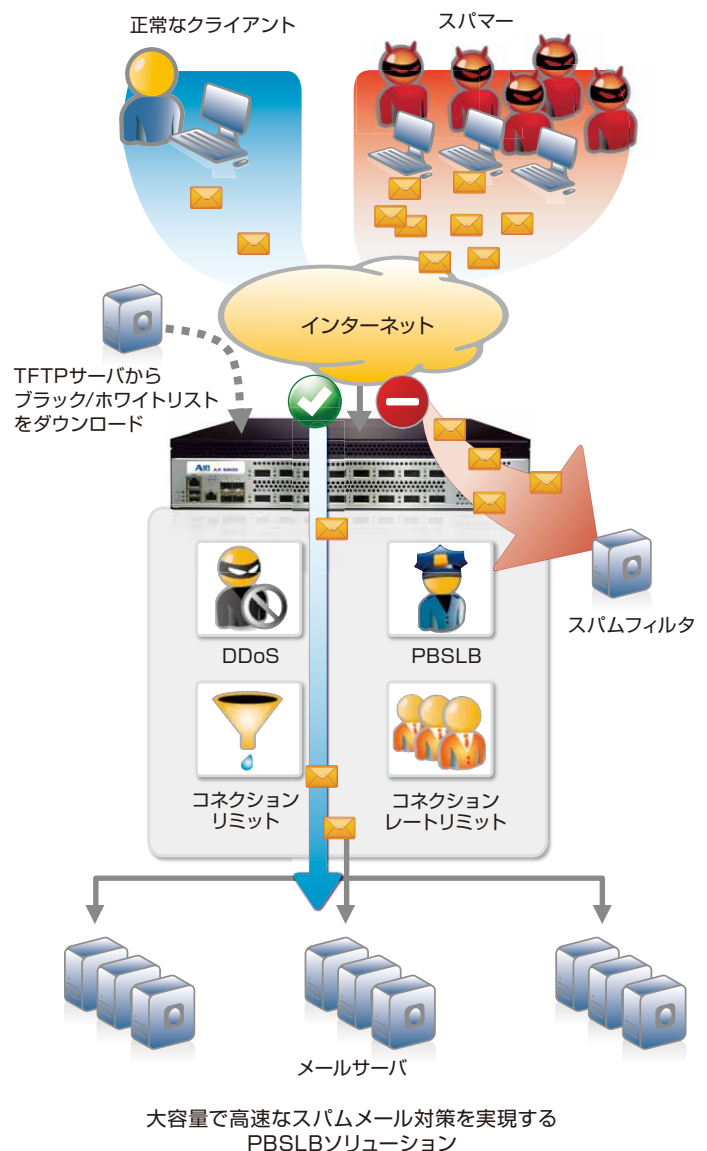 正常なクライアント
スパマー
インターネット
TFTPサーバから
ブラック/ホワイトリスト
をダウンロード
A10
AX 5200
スパムフィルタ
DDoS
PBSLB
コネクション
リミット
コネクション
レートリミット
メールサーバ
大容量で高速なスパムメール対策を実現する
PBSLBソリューション